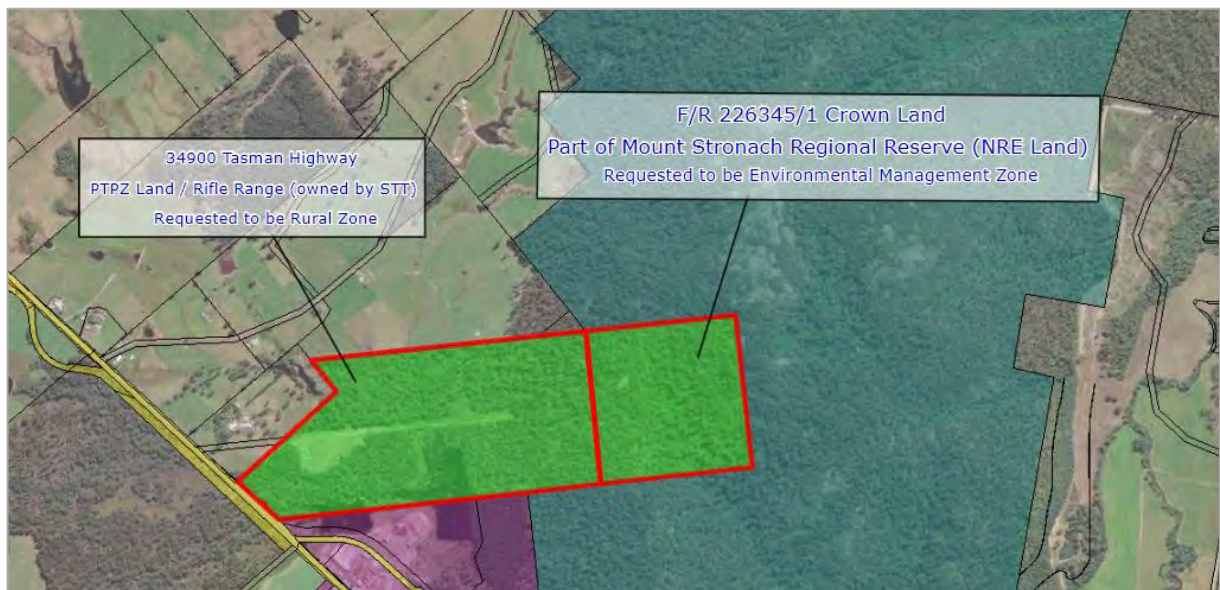 34900 Tasman Highway
PTPZ Land / Rifle Range (owned by STT)
Requested to be Rural Zone
F/R 226345/1 Crown Land
Part of Mount Stronach Regional Reserve (NRE Land)
Requested to be Environmental Management Zone